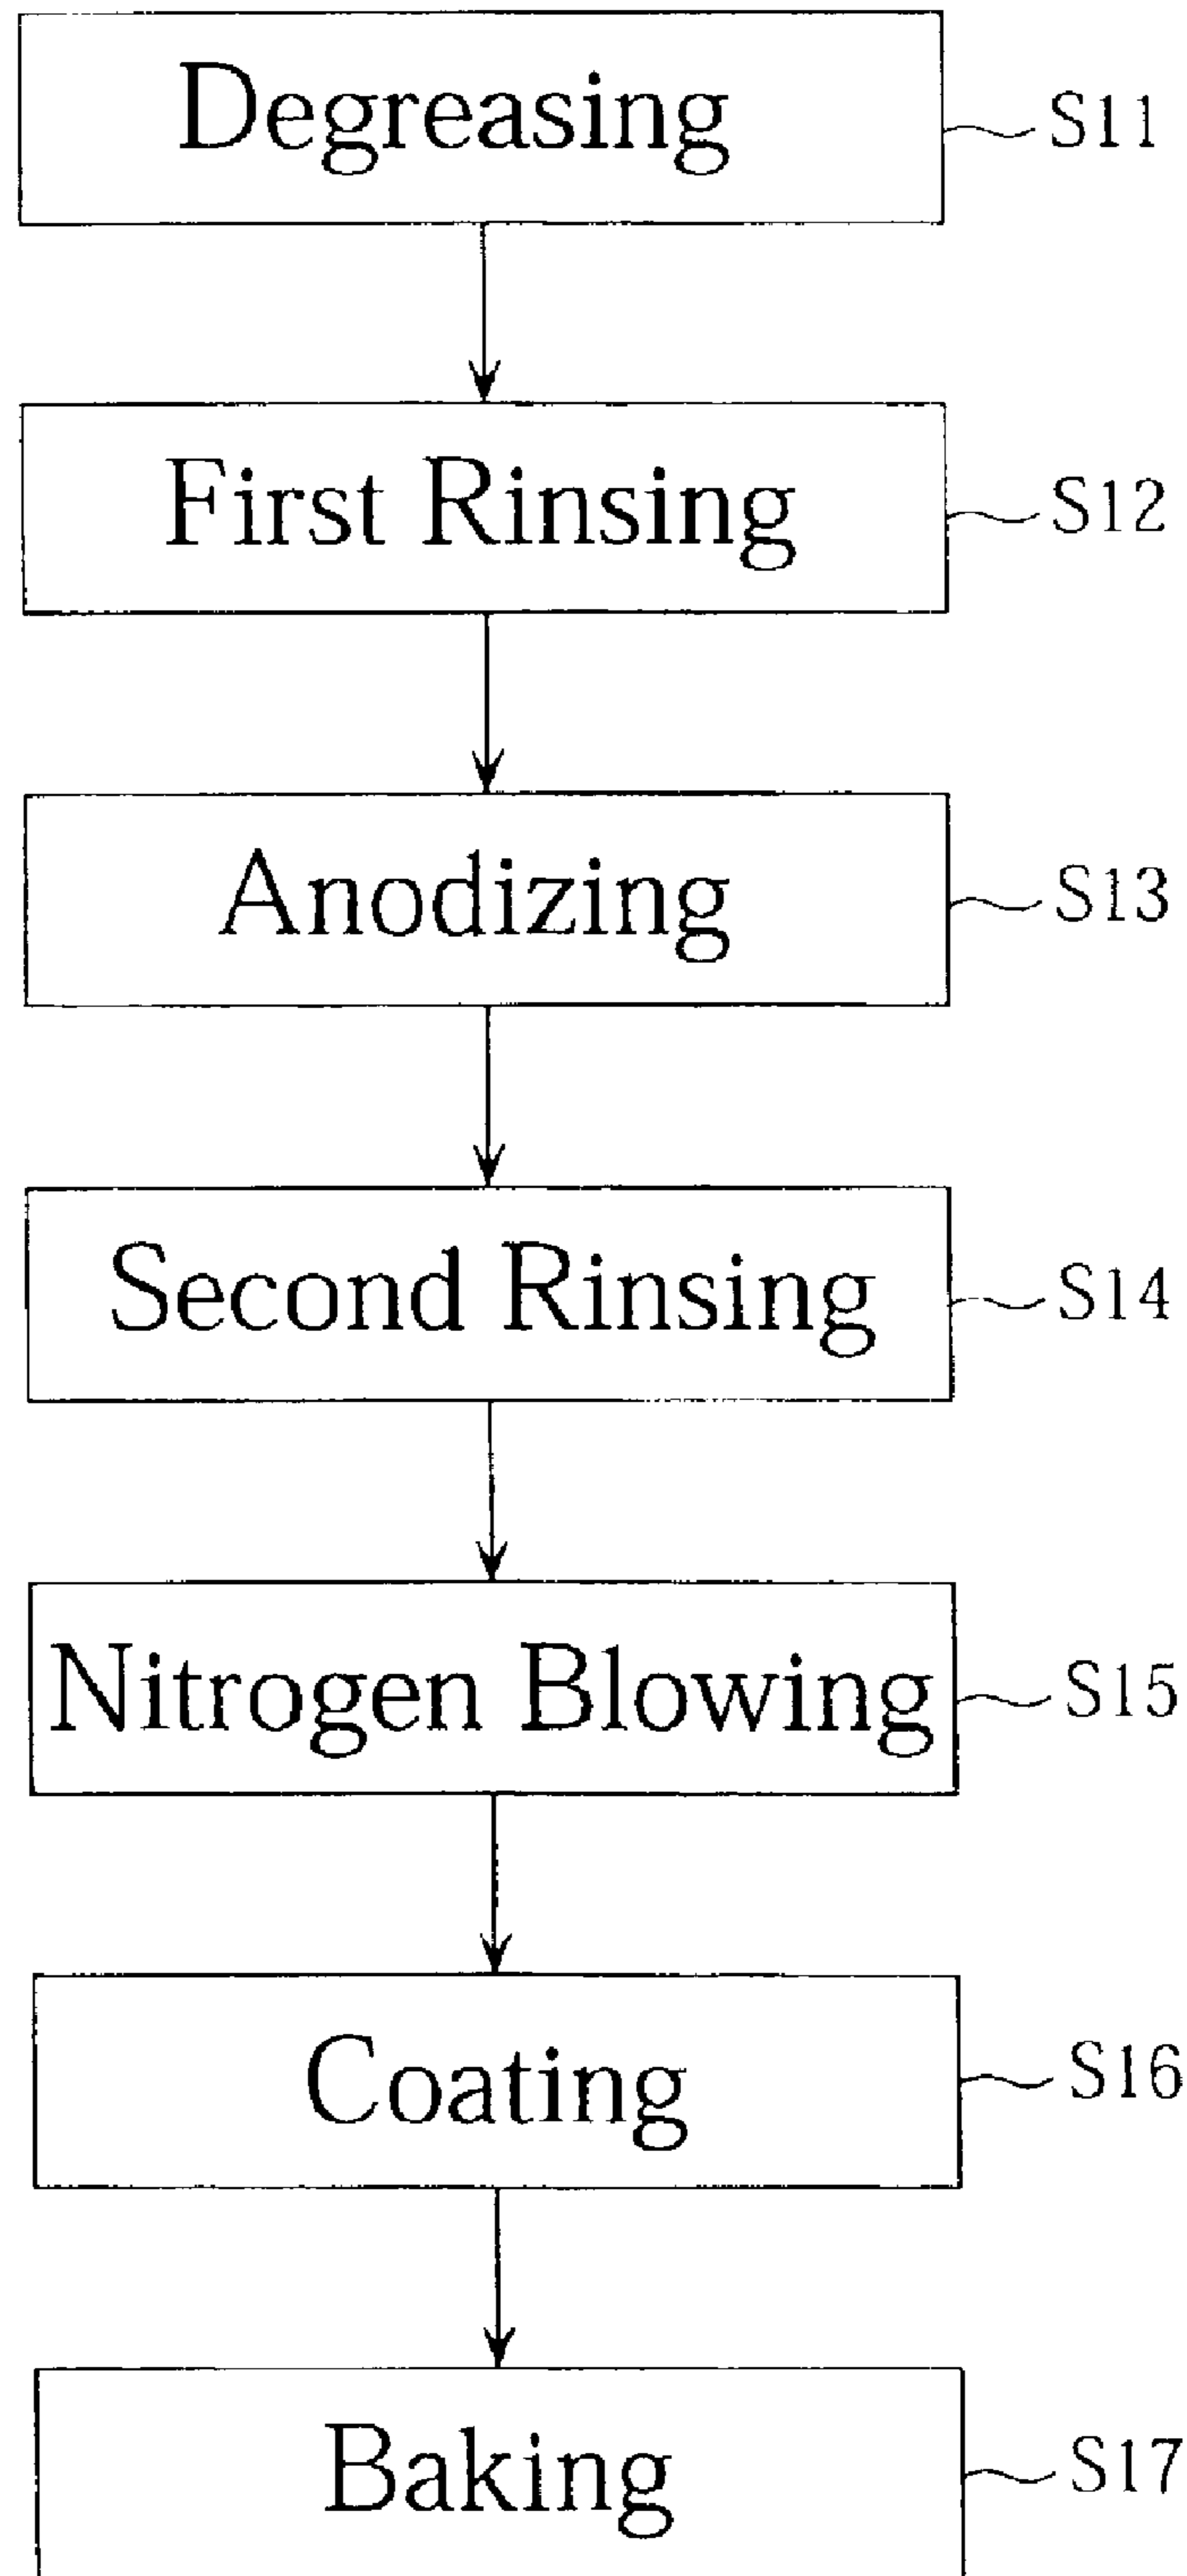 Degreasing S11
First Rinsing S12
Anodizing S13
Second Rinsing S14
Nitrogen Blowing S15
Coating S16
Baking S17